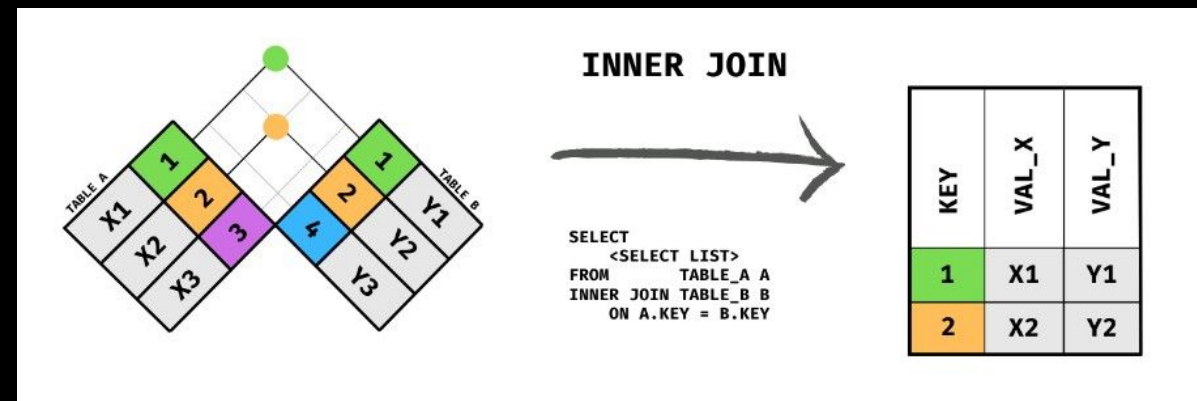 TABLE A
1
2
3
X1
X2
X3
TABLE B
1
2
4
Y1
Y2
Y3
INNER JOIN
SELECT
<SELECT LIST>
FROM TABLE_A A
INNER JOIN TABLE_B B
ON A.KEY = B.KEY
KEY VAL_X VAL_Y
1 X1 Y1
2 X2 Y2